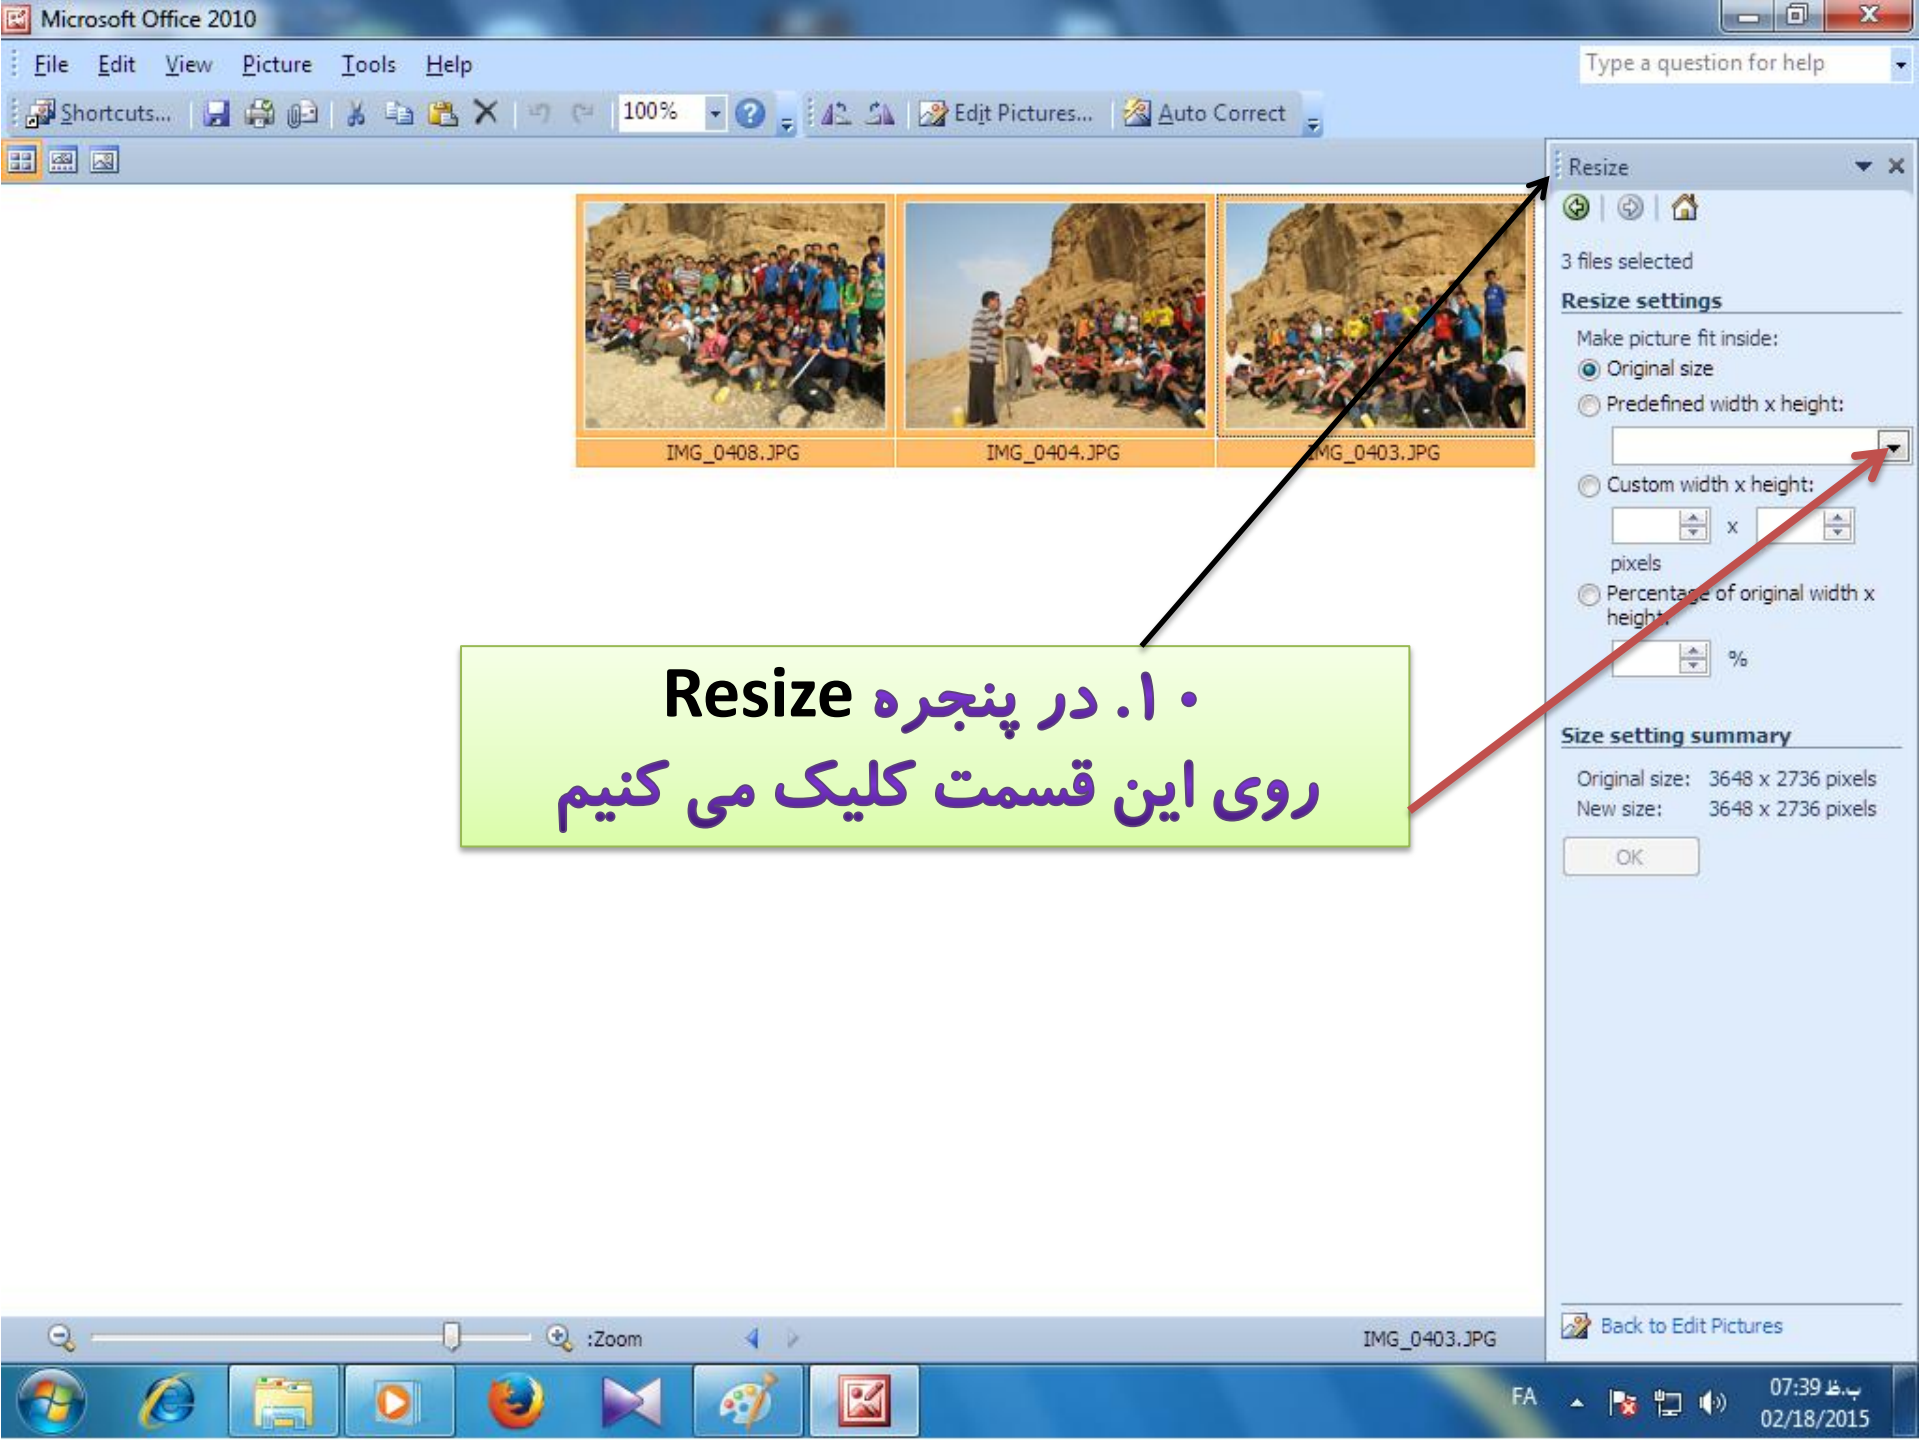 Microsoft Office 2010
File Edit View Picture Tools Help
Type a question for help
Shortcuts... 100% Edit Pictures... Auto Correct
Resize
3 files selected
Resize settings
Make picture fit inside:
Original size
Predefined width x height:
Custom width x height:
x
pixels
Percentage of original width x
height:
%
Size setting summary
Original size: 3648 x 2736 pixels
New size: 3648 x 2736 pixels
OK
Back to Edit Pictures
IMG_0408.JPG
IMG_0404.JPG
IMG_0403.JPG
۱۰. در پنجره Resize
روی این قسمت کلیک می کنیم
:Zoom
IMG_0403.JPG
FA
07:39 ب.ظ
02/18/2015